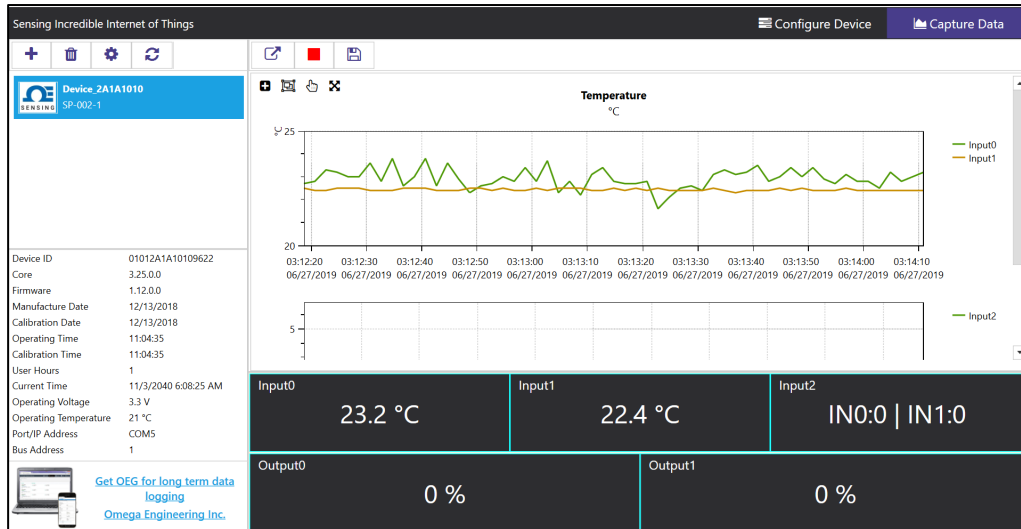 Sensing Incredible Internet of Things
Configure Device
Capture Data
SENSING
Device_2A1A1010
SP-002-1
Device ID 01012A1A10109622
Core 3.25.0.0
Firmware 1.12.0.0
Manufacture Date 12/13/2018
Calibration Date 12/13/2018
Operating Time 11:04:35
Calibration Time 11:04:35
User Hours 1
Current Time 11/3/2040 6:08:25 AM
Operating Voltage 3.3 V
Operating Temperature 21 °C
Port/IP Address COM5
Bus Address 1
Get OEG for long term data
logging
Omega Engineering Inc.
Temperature
°C
°C
25
20
Input0
Input1
03:12:20 03:12:30 03:12:40 03:12:50 03:13:00 03:13:10 03:13:20 03:13:30 03:13:40 03:13:50 03:14:00 03:14:10
06/27/2019 06/27/2019 06/27/2019 06/27/2019 06/27/2019 06/27/2019 06/27/2019 06/27/2019 06/27/2019 06/27/2019 06/27/2019 06/27/2019
5
Input2
Input0
23.2 °C
Input1
22.4 °C
Input2
IN0:0 | IN1:0
Output0
0 %
Output1
0 %